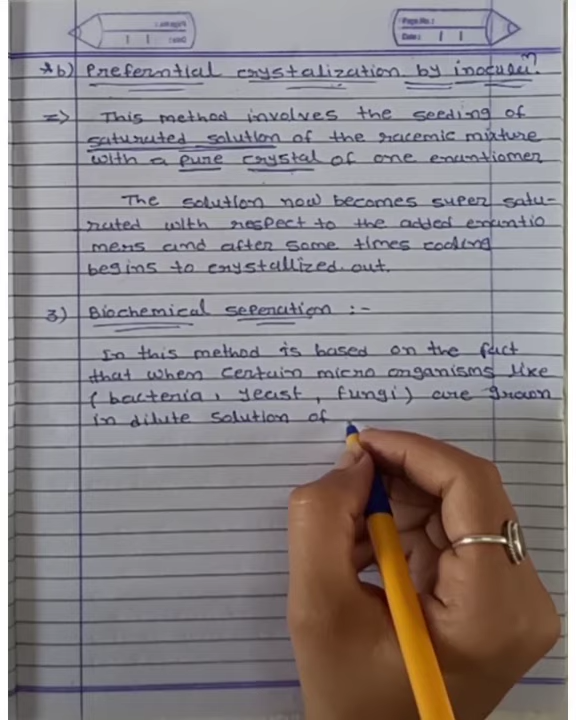 Page No.:
Date: / /
*b) Preferntial crystalization by inoculⁿ.
=> This method involves the seeding of
saturated solution of the racemic mixture
with a pure crystal of one enantiomer
The solution now becomes super satu-
rated with respect to the added enantio
mers and after some times cooling
begins to crystallized out.
3) Biochemical seperation :-
In this method is based on the fact
that when certain micro organisms like
(bacteria, yeast, fungi) are grown
in dilute solution of